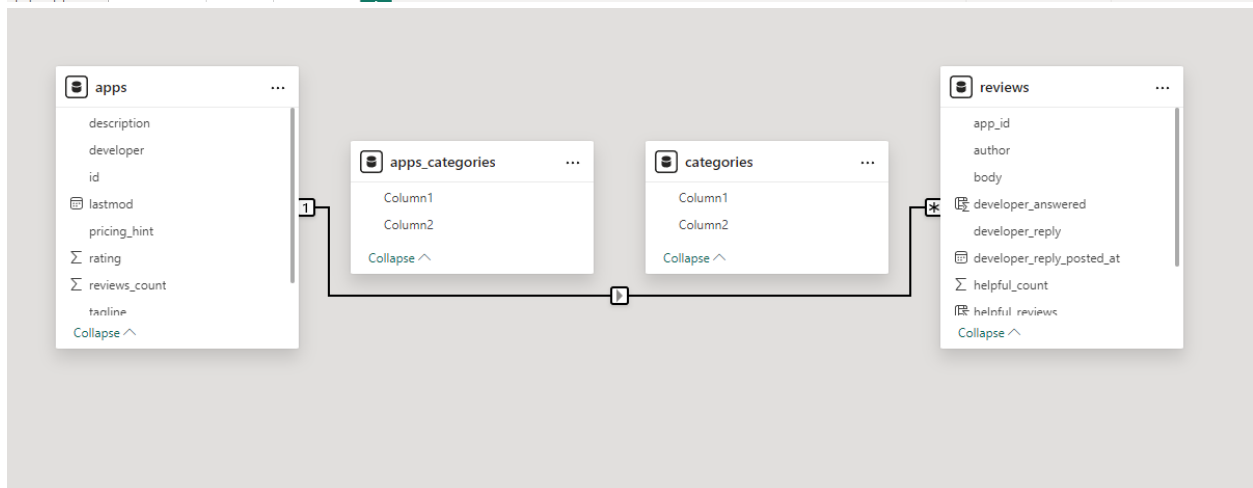 apps
description
developer
id
lastmod
pricing_hint
rating
reviews_count
tagline
Collapse
1
apps_categories
Column1
Column2
Collapse
categories
Column1
Column2
Collapse
*
reviews
app_id
author
body
developer_answered
developer_reply
developer_reply_posted_at
helpful_count
helpful_reviews
Collapse